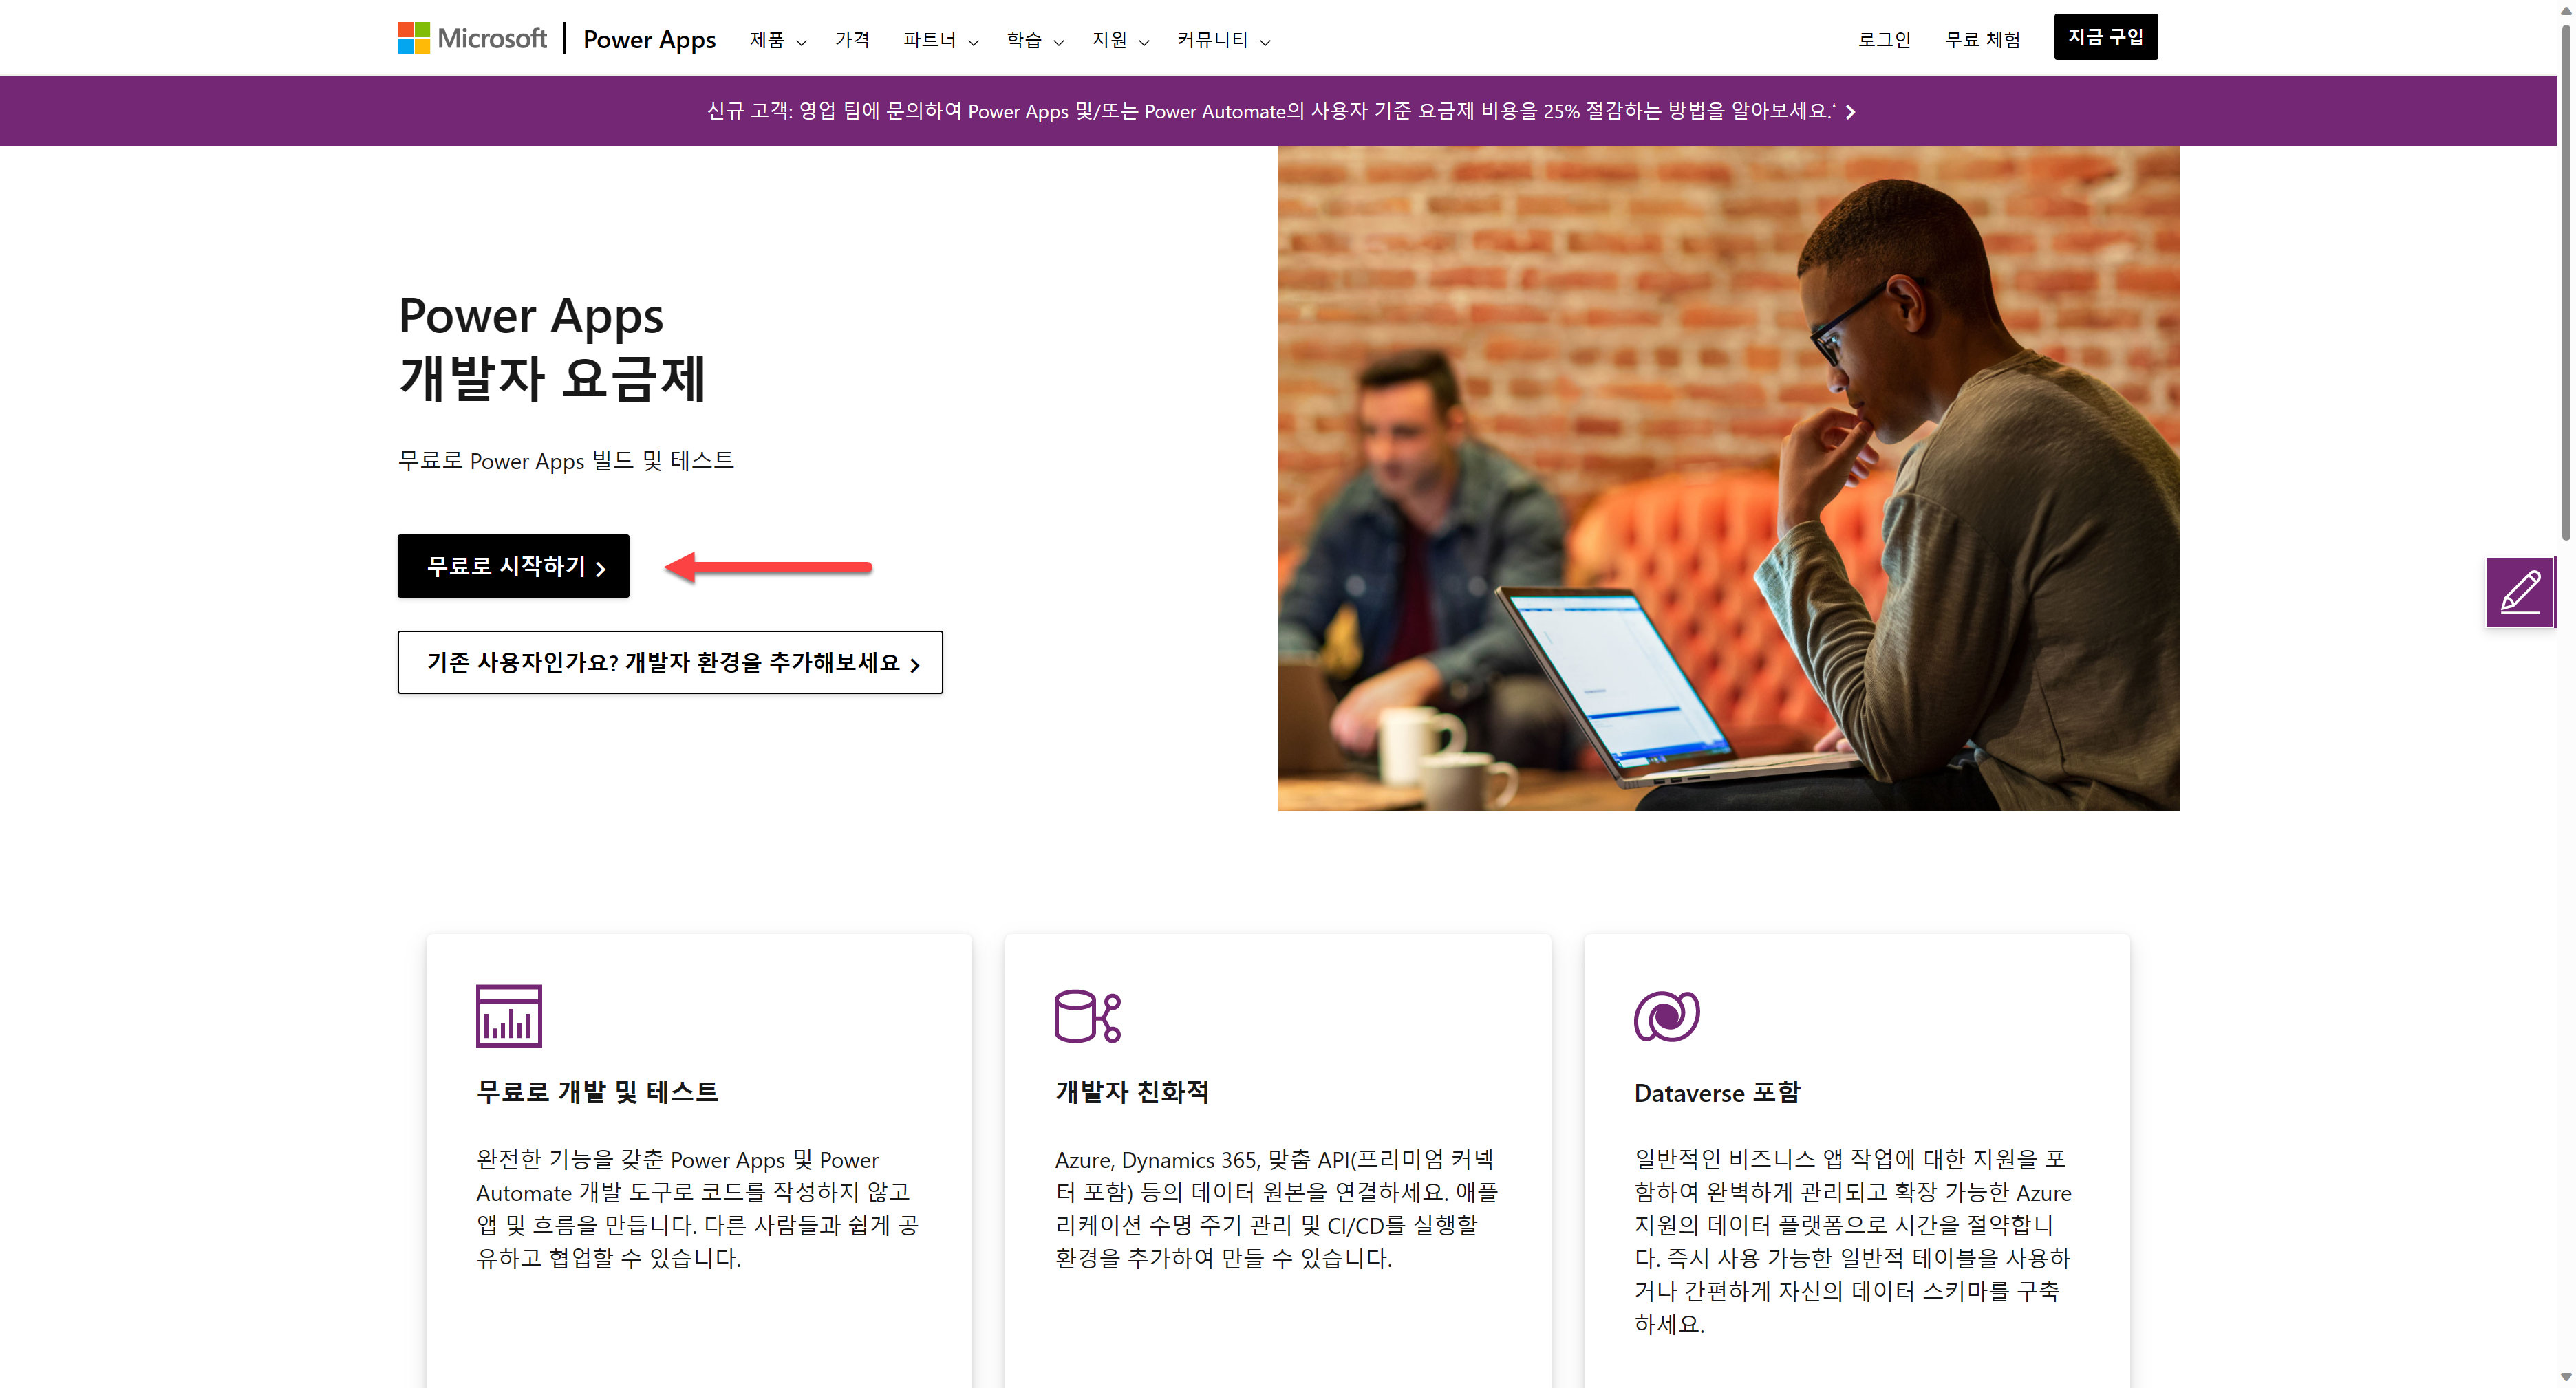 Microsoft | Power Apps 제품 가격 파트너 학습 지원 커뮤니티 로그인 무료 체험 지금 구입
신규 고객: 영업 팀에 문의하여 Power Apps 및/또는 Power Automate의 사용자 기준 요금제 비용을 25% 절감하는 방법을 알아보세요.*
Power Apps
개발자 요금제
무료로 Power Apps 빌드 및 테스트
무료로 시작하기
기존 사용자인가요? 개발자 환경을 추가해보세요
무료로 개발 및 테스트
완전한 기능을 갖춘 Power Apps 및 Power
Automate 개발 도구로 코드를 작성하지 않고
앱 및 흐름을 만듭니다. 다른 사람들과 쉽게 공
유하고 협업할 수 있습니다.
개발자 친화적
Azure, Dynamics 365, 맞춤 API(프리미엄 커넥
터 포함) 등의 데이터 원본을 연결하세요. 애플
리케이션 수명 주기 관리 및 CI/CD를 실행할
환경을 추가하여 만들 수 있습니다.
Dataverse 포함
일반적인 비즈니스 앱 작업에 대한 지원을 포
함하여 완벽하게 관리되고 확장 가능한 Azure
지원의 데이터 플랫폼으로 시간을 절약합니
다. 즉시 사용 가능한 일반적 테이블을 사용하
거나 간편하게 자신의 데이터 스키마를 구축
하세요.